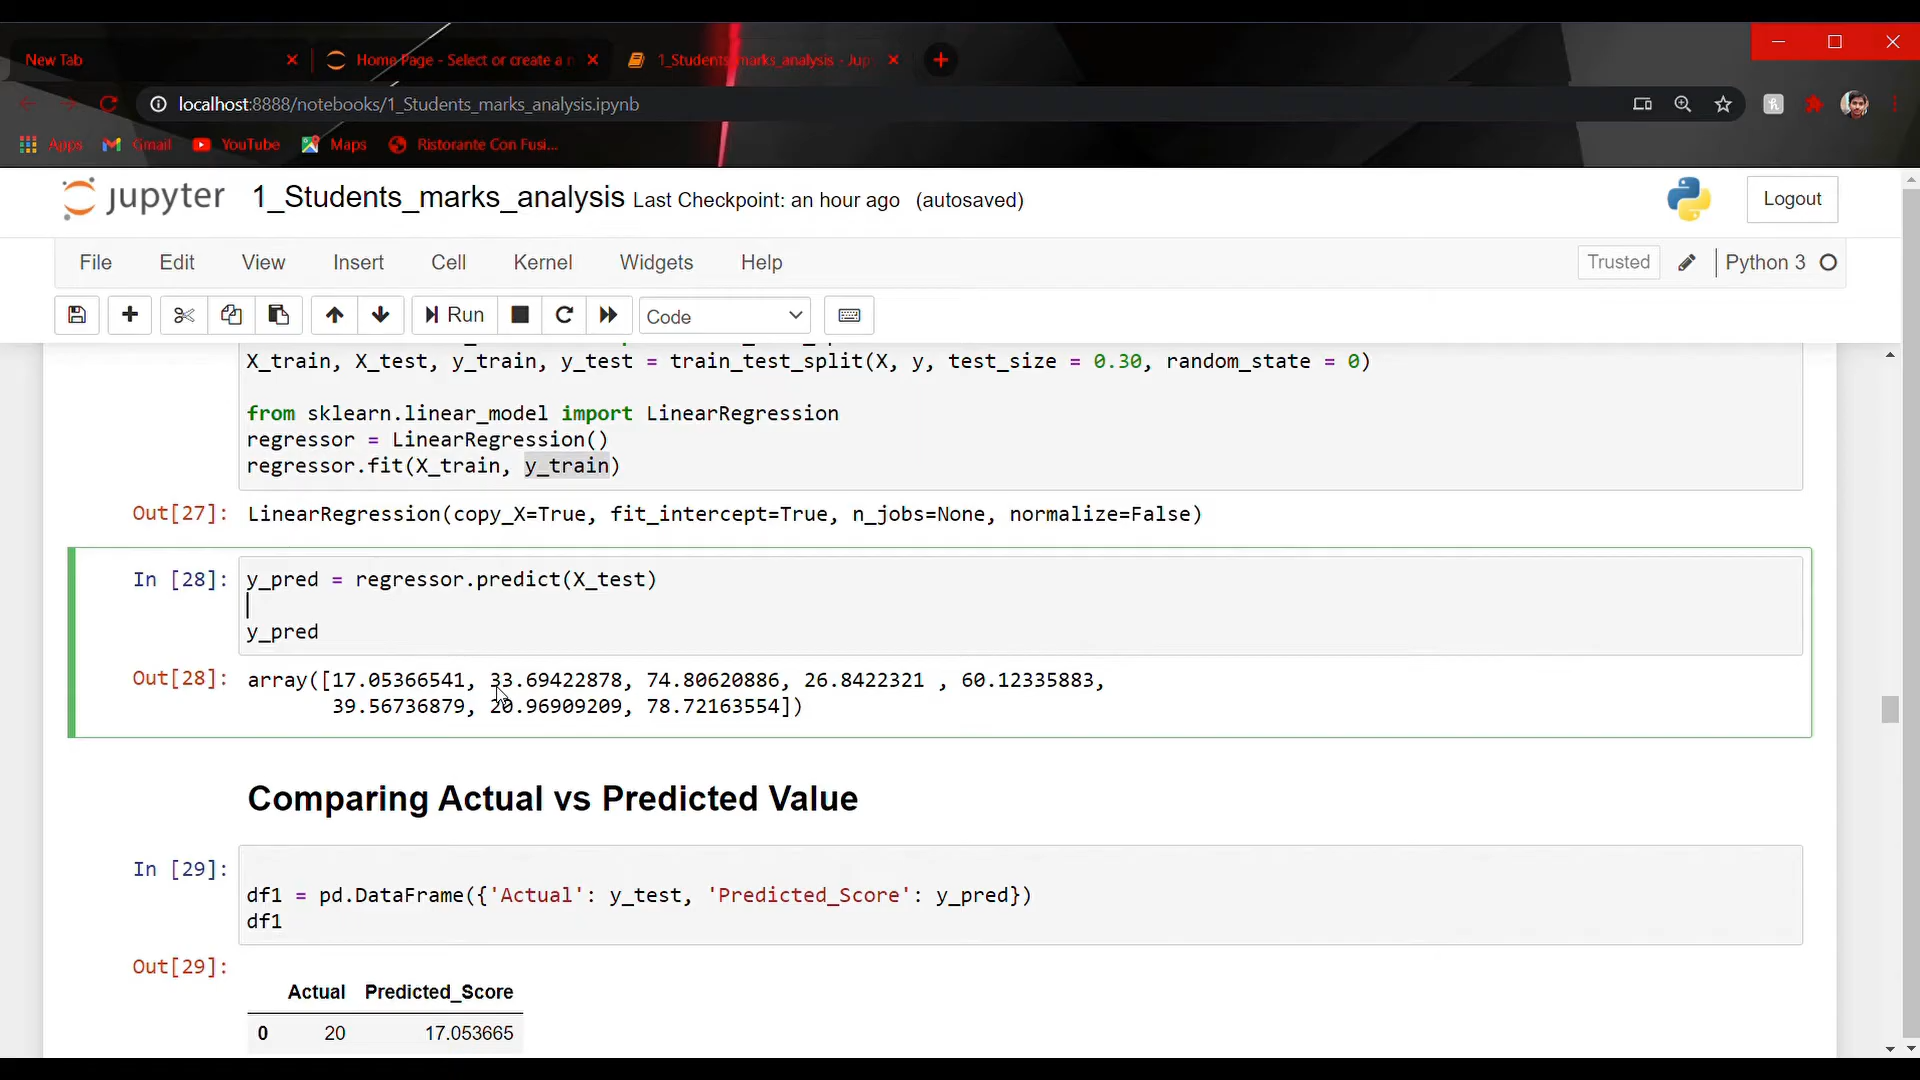 New Tab
Home Page - Select or create a n
1_Students_marks_analysis - Jup
localhost:8888/notebooks/1_Students_marks_analysis.ipynb
Apps Gmail YouTube Maps Ristorante Con Fusi...
jupyter 1_Students_marks_analysis Last Checkpoint: an hour ago (autosaved)
Logout
File Edit View Insert Cell Kernel Widgets Help
Trusted Python 3
Run Code
X_train, X_test, y_train, y_test = train_test_split(X, y, test_size = 0.30, random_state = 0)
from sklearn.linear_model import LinearRegression
regressor = LinearRegression()
regressor.fit(X_train, y_train)
Out[27]: LinearRegression(copy_X=True, fit_intercept=True, n_jobs=None, normalize=False)
In [28]: y_pred = regressor.predict(X_test)
y_pred
Out[28]: array([17.05366541, 33.69422878, 74.80620886, 26.8422321 , 60.12335883,
39.56736879, 20.96909209, 78.72163554])
Comparing Actual vs Predicted Value
In [29]:
df1 = pd.DataFrame({'Actual': y_test, 'Predicted_Score': y_pred})
df1
Out[29]:
Actual Predicted_Score
0 20 17.053665